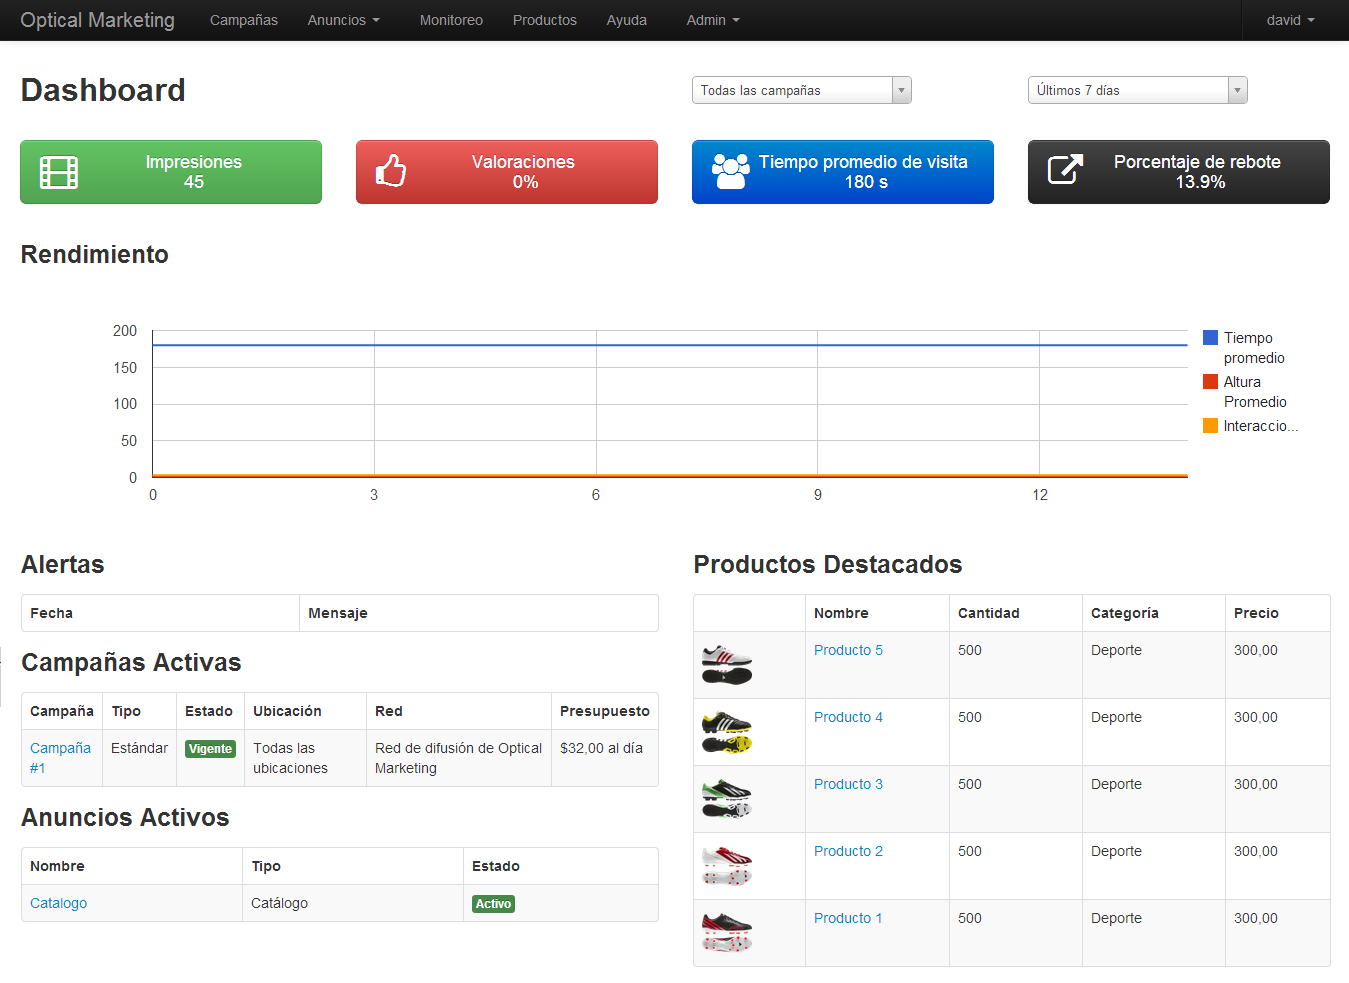 Optical Marketing Campañas Anuncios Monitoreo Productos Ayuda Admin david
Dashboard
Todas las campañas
Últimos 7 días
Impresiones
45
Valoraciones
0%
Tiempo promedio de visita
180 s
Porcentaje de rebote
13.9%
Rendimiento
200
150
100
50
0
0 3 6 9 12
Tiempo
promedio
Altura
Promedio
Interaccio...
Alertas
Fecha Mensaje
Campañas Activas
Campaña Tipo Estado Ubicación Red Presupuesto
Campaña Estándar Vigente Todas las Red de difusión de Optical $32,00 al día
#1 ubicaciones Marketing
Anuncios Activos
Nombre Tipo Estado
Catalogo Catálogo Activo
Productos Destacados
Nombre Cantidad Categoría Precio
Producto 5 500 Deporte 300,00
Producto 4 500 Deporte 300,00
Producto 3 500 Deporte 300,00
Producto 2 500 Deporte 300,00
Producto 1 500 Deporte 300,00